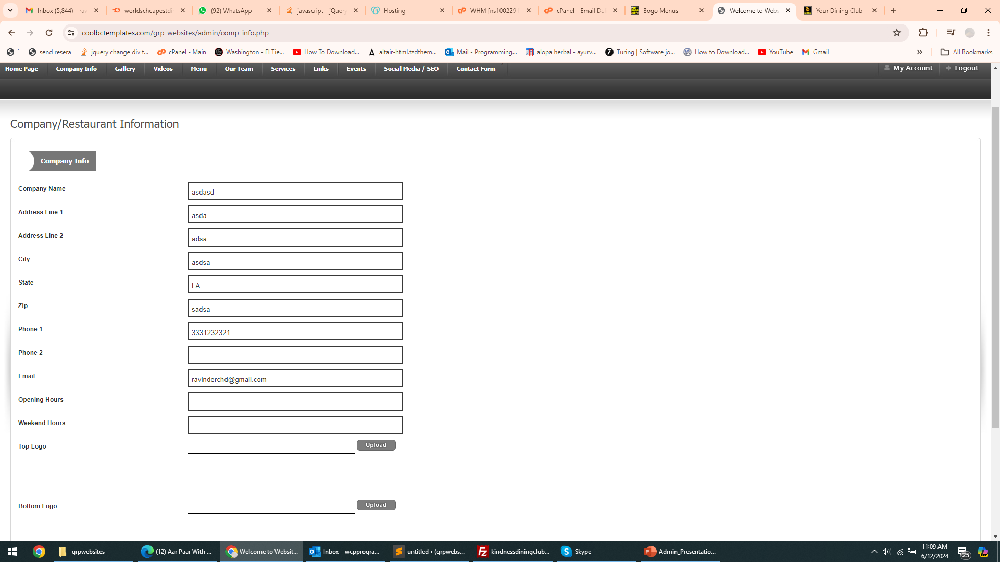 Inbox (5,844) - rav
worldscheapestdi
(92) WhatsApp
javascript - jQuery
Hosting
WHM [ns1002291
cPanel - Email Del
Bogo Menus
Welcome to Webs
Your Dining Club
coolbctemplates.com/grp_websites/admin/comp_info.php
send resera
jquery change div t...
cPanel - Main
Washington - El Tie...
How To Download...
altair-html.tzdthem...
Mail - Programming...
alopa herbal - ayurv...
Turing | Software jo...
How to Download...
YouTube
Gmail
All Bookmarks
Home Page
Company Info
Gallery
Videos
Menu
Our Team
Services
Links
Events
Social Media / SEO
Contact Form
My Account
Logout
Company/Restaurant Information
Company Info
Company Name
asdasd
Address Line 1
asda
Address Line 2
adsa
City
asdsa
State
LA
Zip
sadsa
Phone 1
3331232321
Phone 2
Email
ravinderchd@gmail.com
Opening Hours
Weekend Hours
Top Logo
Upload
Bottom Logo
Upload
grpwebsites
(12) Aar Paar With ...
Welcome to Websit...
Inbox - wcpprogra...
untitled • (grpwebs...
kindnessdiningclub...
Skype
Admin_Presentatio...
11:09 AM
6/12/2024
25